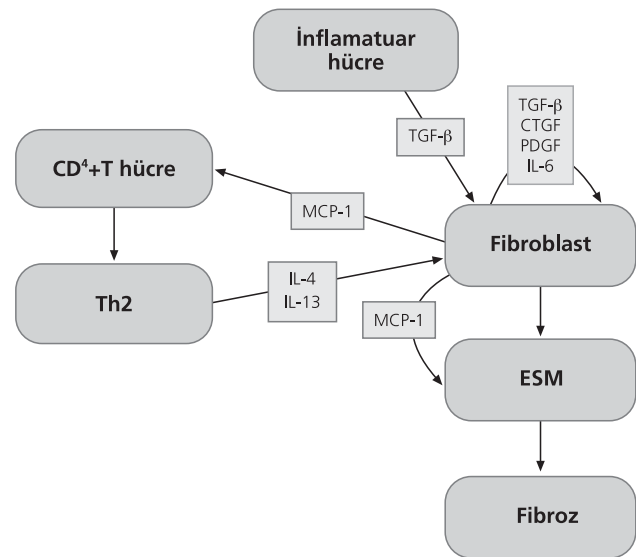 İnflamatuar
hücre
TGF-β
TGF-β
CTGF
PDGF
IL-6
CD⁴+T hücre
MCP-1
Fibroblast
Th2
IL-4
IL-13
MCP-1
ESM
Fibroz